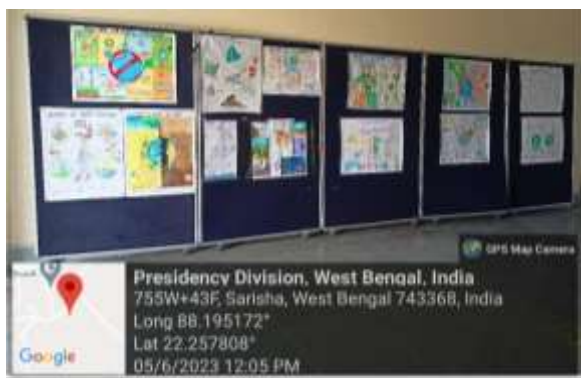 GPS Map Camera
Presidency Division, West Bengal, India
755W+43F, Sarisha, West Bengal 743368, India
Long 88.195172°
Lat 22.257808°
05/6/2023 12:05 PM
Google